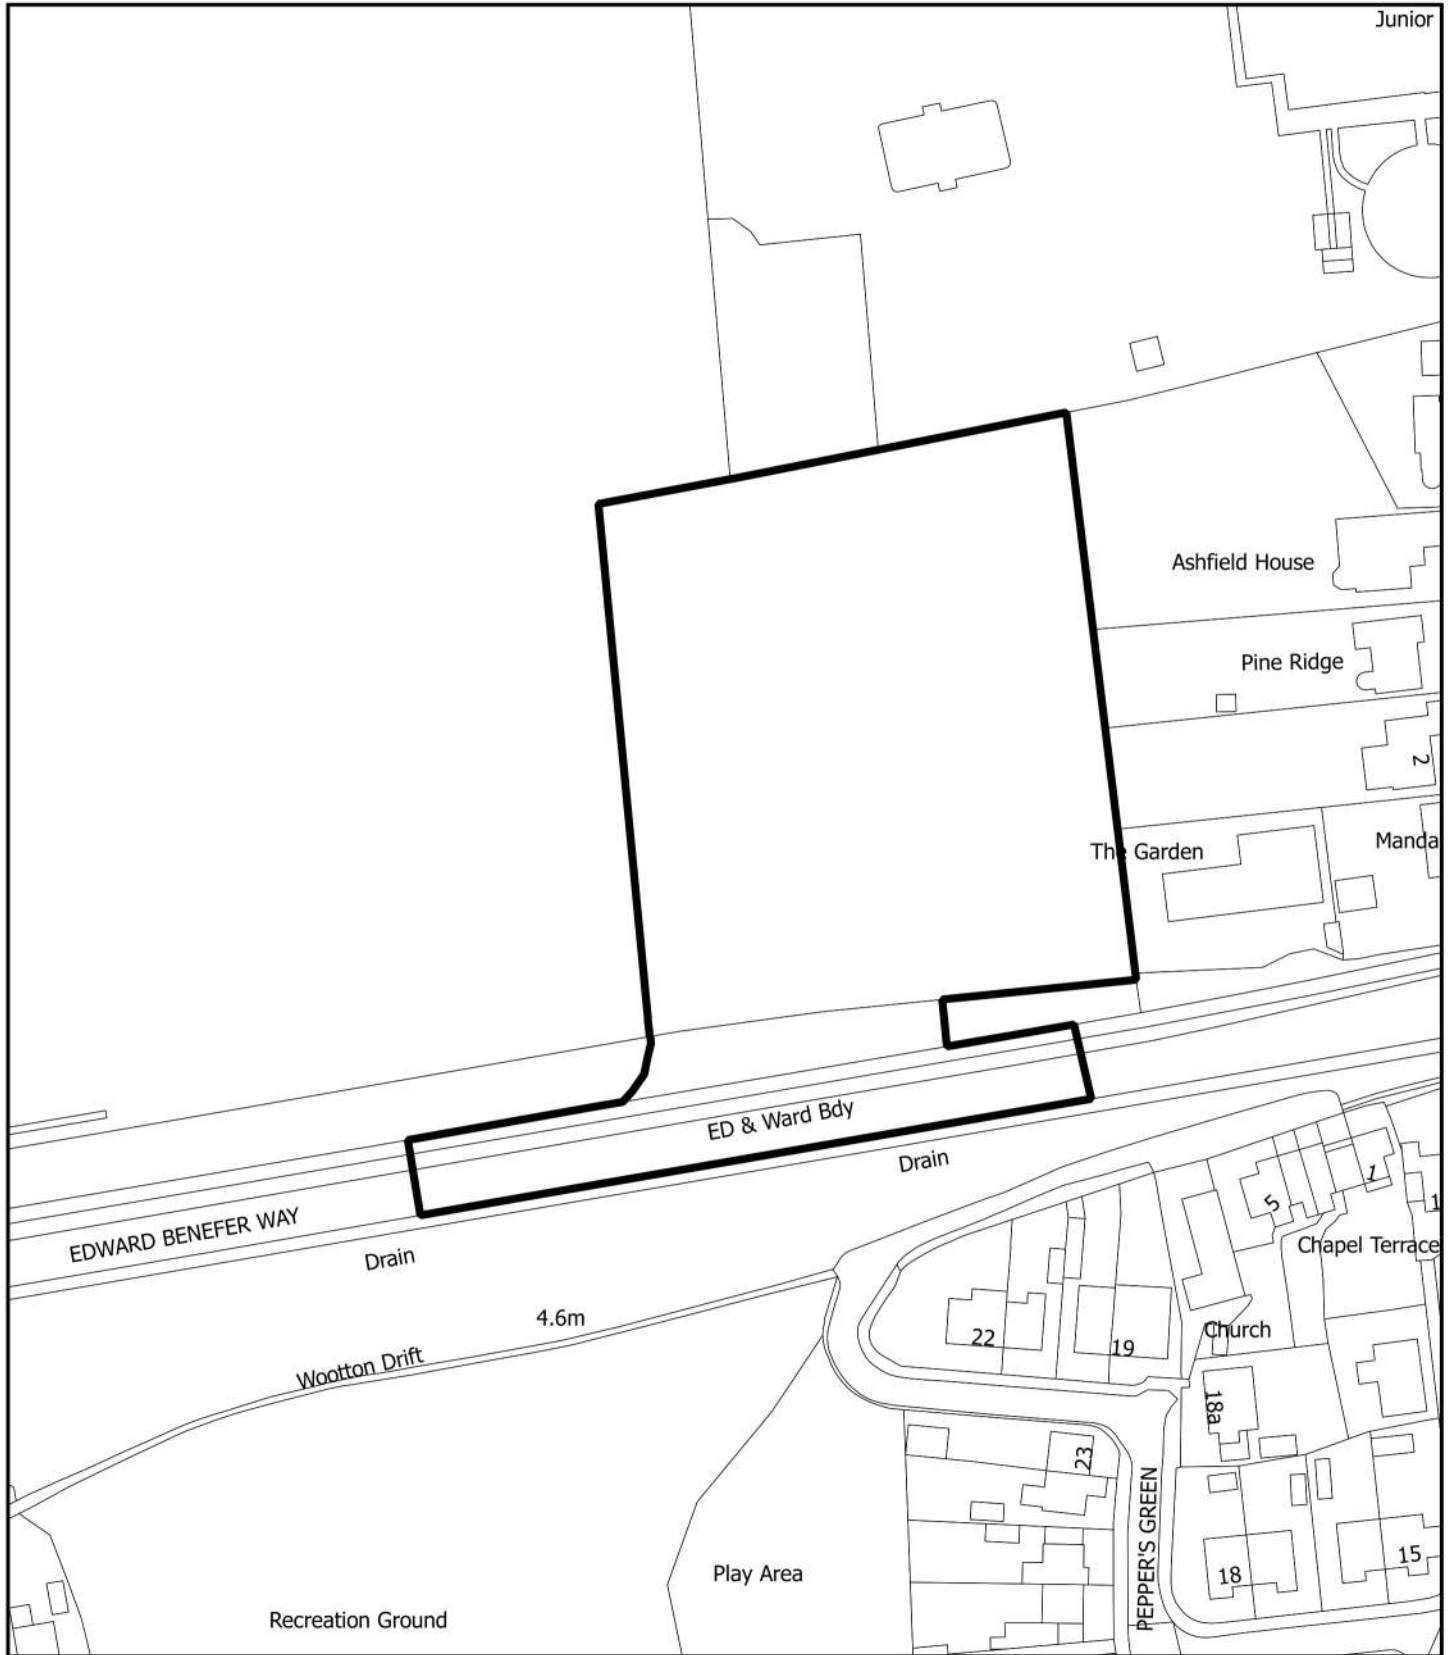 Junior
Ashfield House
Pine Ridge
2
The Garden
Manda
ED & Ward Bdy
Drain
EDWARD BENEFER WAY
Drain
1
5
1
Chapel Terrace
4.6m
Church
22
19
Wootton Drift
18a
23
PEPPER'S GREEN
15
18
Play Area
Recreation Ground